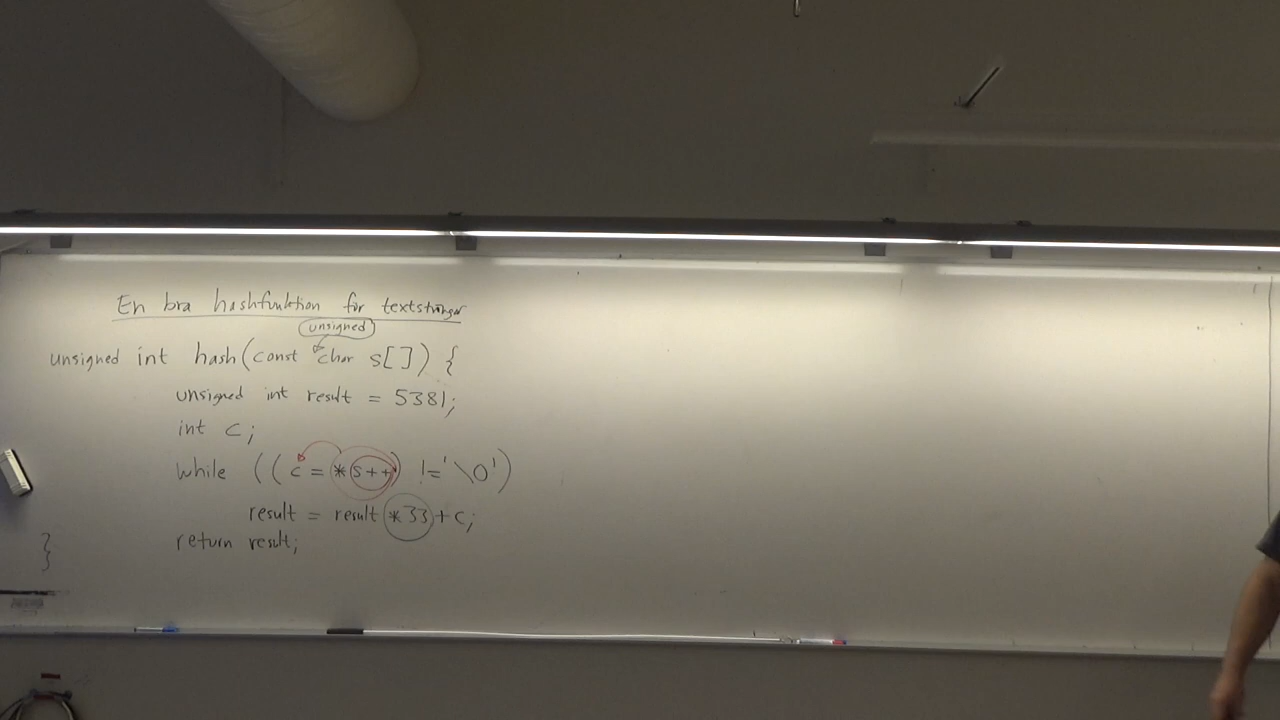 En bra hashfunktion för textsträngar
unsigned
unsigned int hash(const char s[]) {
unsigned int result = 5381;
int c;
while ((c = *s++) != '\0')
result = result *33 + c;
return result;
}